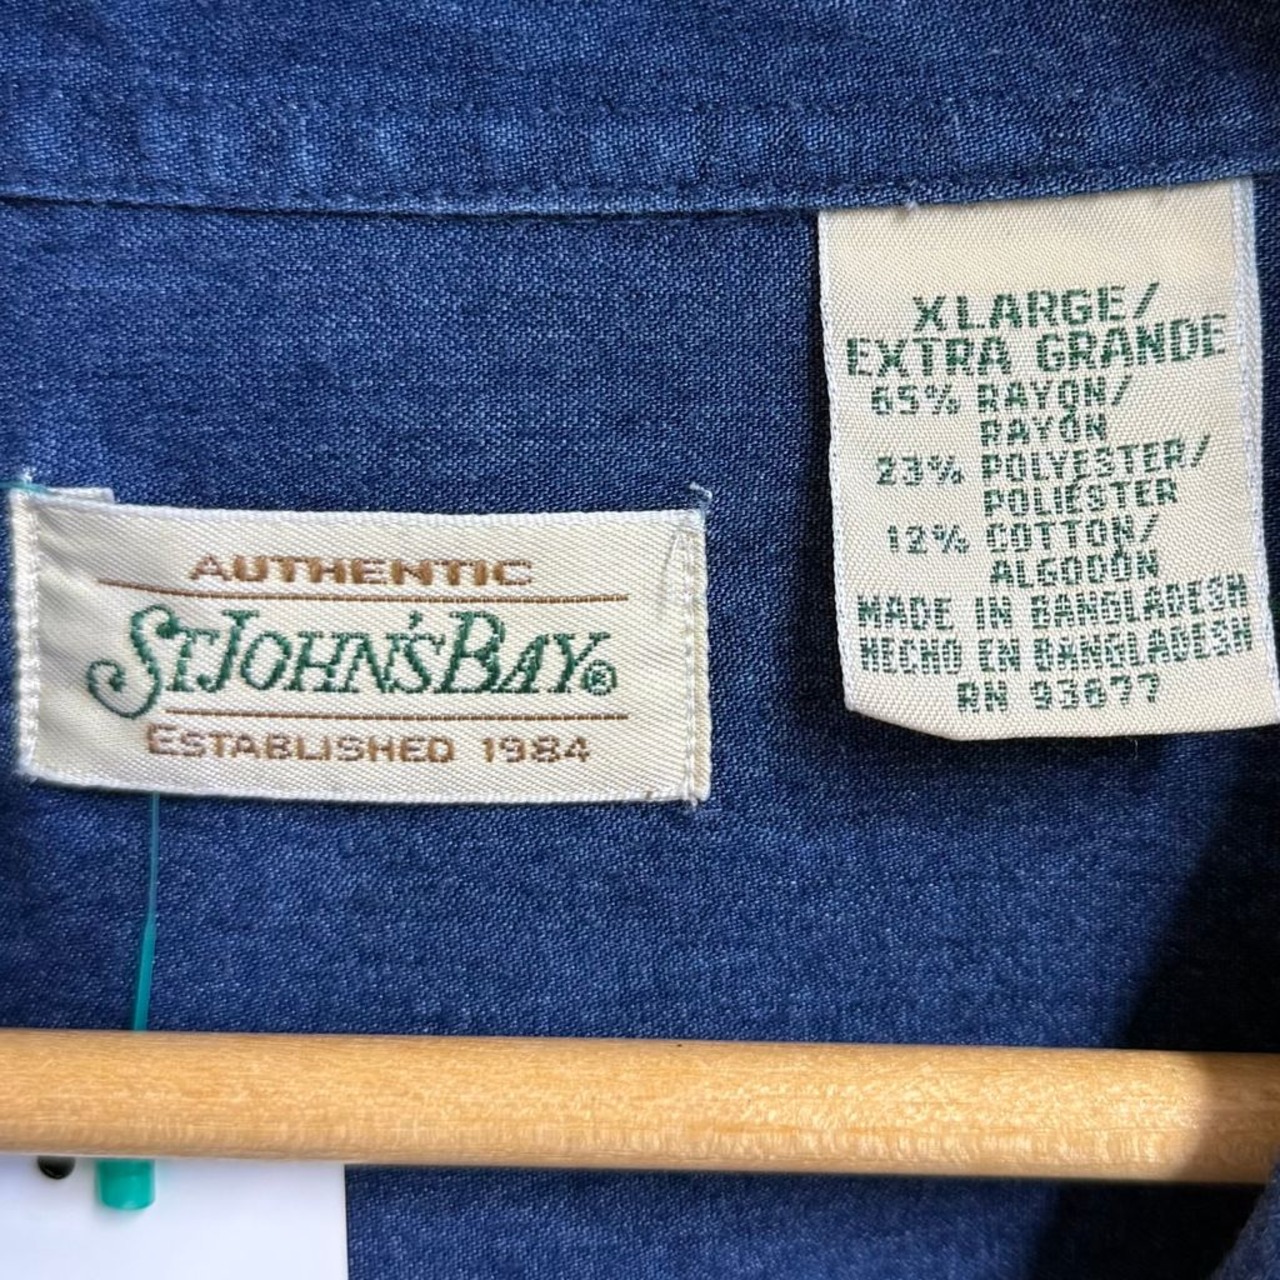 AUTHENTIC
ST JOHN'S BAY®
ESTABLISHED 1984
XLARGE/
EXTRA GRANDE
65% RAYON/
RAYÓN
23% POLYESTER/
POLIÉSTER
12% COTTON/
ALGODÓN
MADE IN BANGLADESH
HECHO EN BANGLADESH
RN 93677